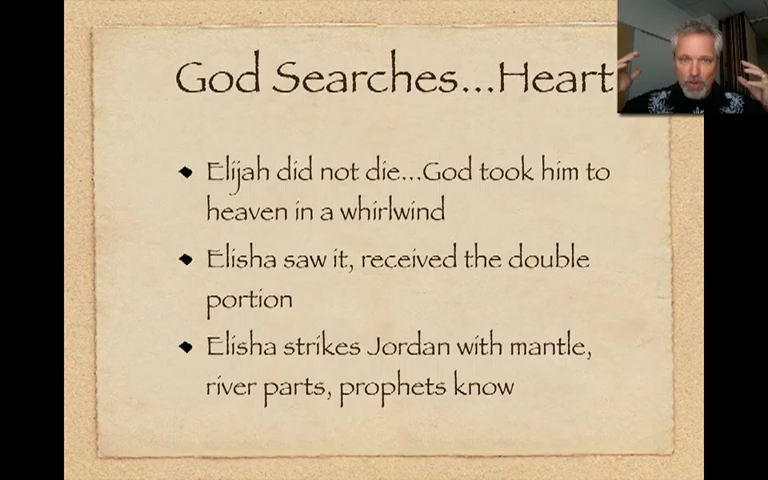 God Searches...Heart
Elijah did not die...God took him to
heaven in a whirlwind
Elisha saw it, received the double
portion
Elisha strikes Jordan with mantle,
river parts, prophets know